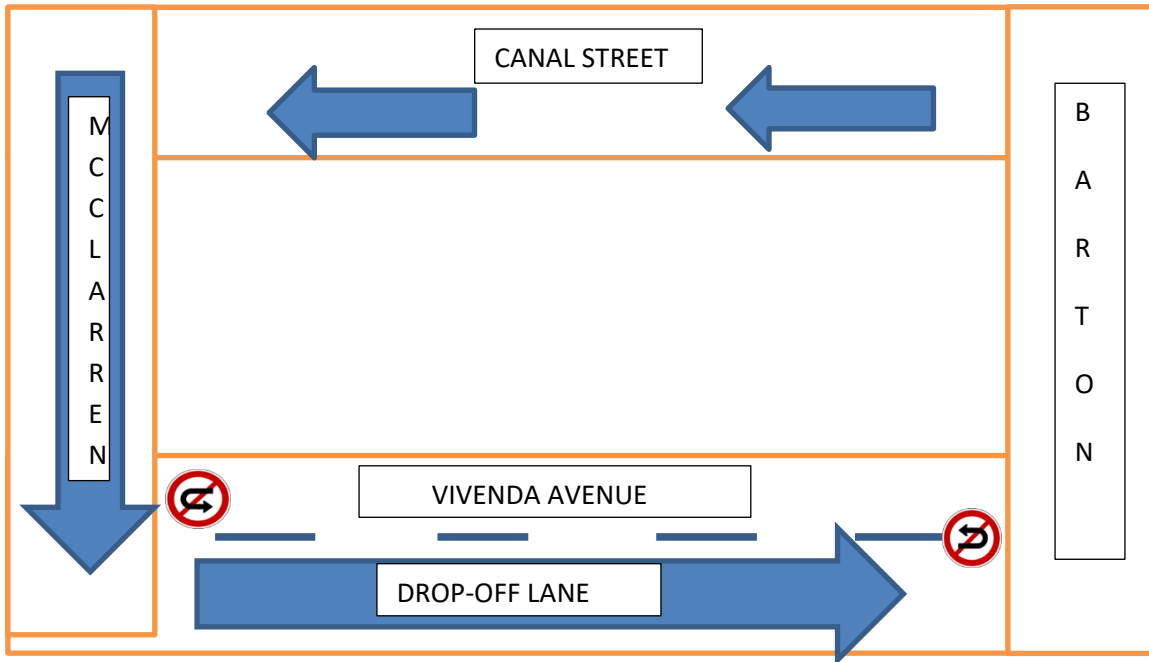 CANAL STREET
MCCLARREN
BARTON
VIVENDA AVENUE
DROP-OFF LANE